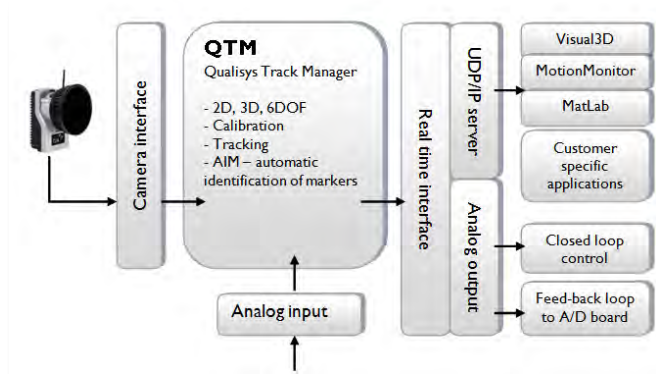 QTM
Qualisys Track Manager
- 2D, 3D, 6DOF
- Calibration
- Tracking
- AIM – automatic
identification of markers
Camera interface
Analog input
Real time interface
UDP/IP server
Analog output
Visual3D
MotionMonitor
MatLab
Customer
specific
applications
Closed loop
control
Feed-back loop
to A/D board